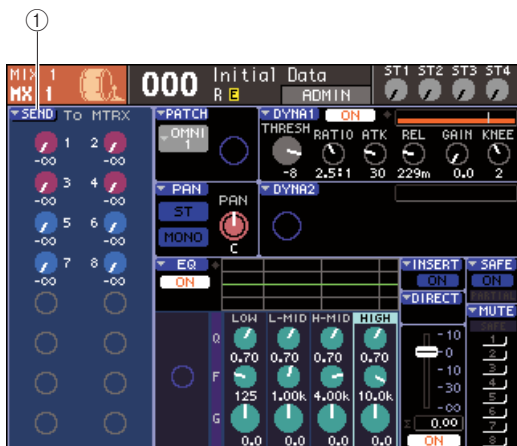 ①
MIX 1
MX 1
000
Initial Data
R E
ADMIN
ST1 ST2 ST3 ST4
SEND To MTRX
1 2
-∞ -∞
3 4
-∞ -∞
5 6
-∞ -∞
7 8
-∞ -∞
PATCH
OMNI
1
DYNA1 ON
THRESH RATIO ATK REL GAIN KNEE
-8 2.5:1 30 229m 0.0 2
PAN
PAN
ST
MONO
C
DYNA2
EQ
ON
LOW L-MID H-MID HIGH
Q
0.70 0.70 0.70 0.70
F
125 1.00k 4.00k 10.0k
G
0.0 0.0 0.0 0.0
INSERT
ON
DIRECT
-10
-0
-10
-30
-∞
Σ 0.00
ON
SAFE
ON
PARTIAL
MUTE
SAFE
1
2
3
4
5
6
7
8